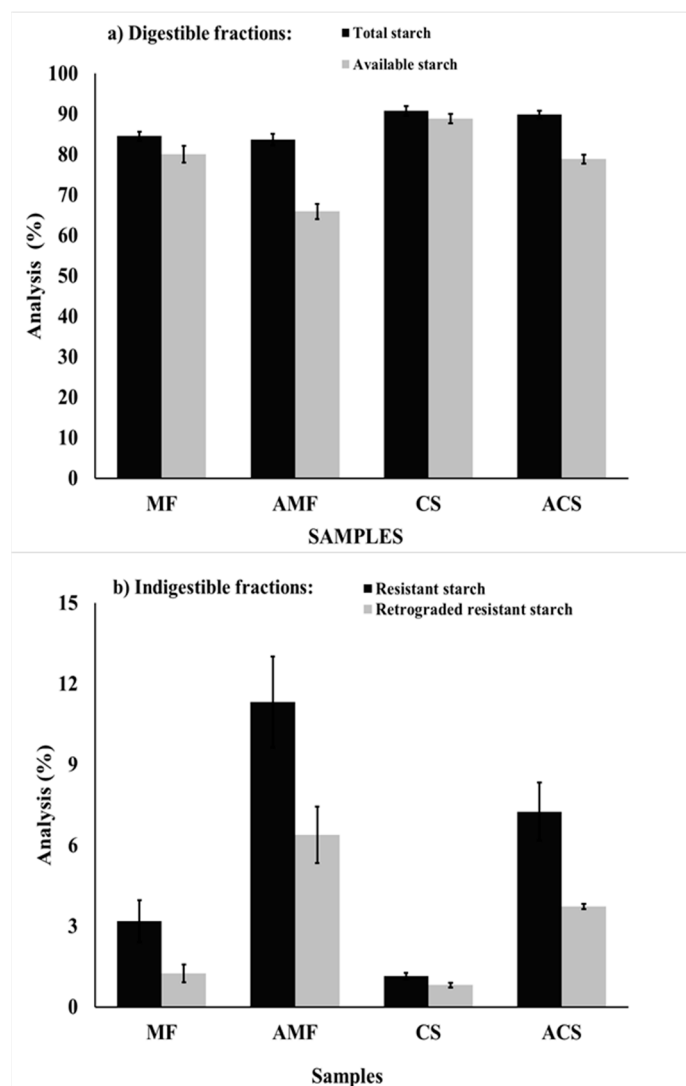 a) Digestible fractions:
Total starch
Available starch
100
90
80
70
60
50
40
30
20
10
0
Analysis (%)
MF AMF CS ACS
SAMPLES
b) Indigestible fractions:
Resistant starch
Retrograded resistant starch
15
12
9
6
3
0
Analysis (%)
MF AMF CS ACS
Samples